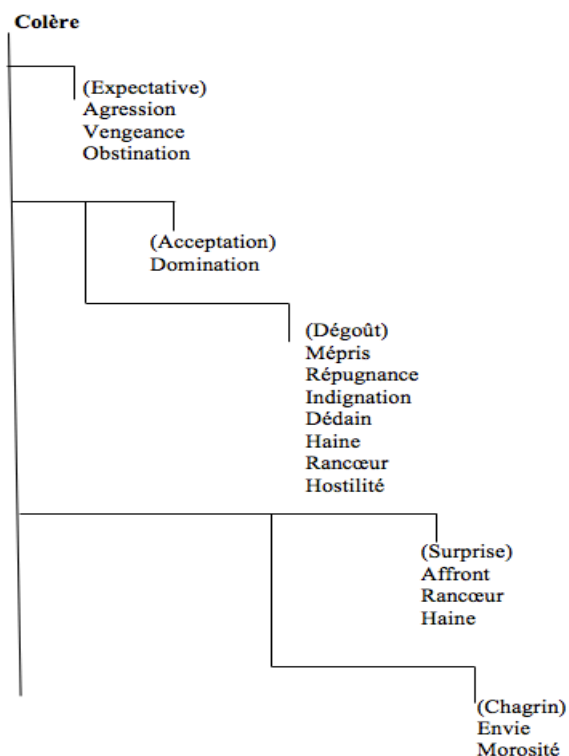 Colère
(Expectative)
Agression
Vengeance
Obstination
(Acceptation)
Domination
(Dégoût)
Mépris
Répugnance
Indignation
Dédain
Haine
Rancœur
Hostilité
(Surprise)
Affront
Rancœur
Haine
(Chagrin)
Envie
Morosité